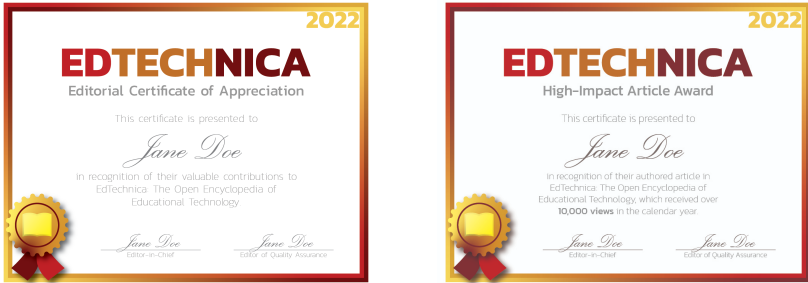 2022
EDTECHNICA
Editorial Certificate of Appreciation
This certificate is presented to
Jane Doe
in recognition of their valuable contributions to
EdTechnica: The Open Encyclopedia of
Educational Technology
Jane Doe
Editor-in-Chief
Jane Doe
Editor of Quality Assurance
2022
EDTECHNICA
High-Impact Article Award
This certificate is presented to
Jane Doe
in recognition of their authored article in
EdTechnica: The Open Encyclopedia of
Educational Technology, which received over
10,000 views in the calendar year.
Jane Doe
Editor-in-Chief
Jane Doe
Editor of Quality Assurance